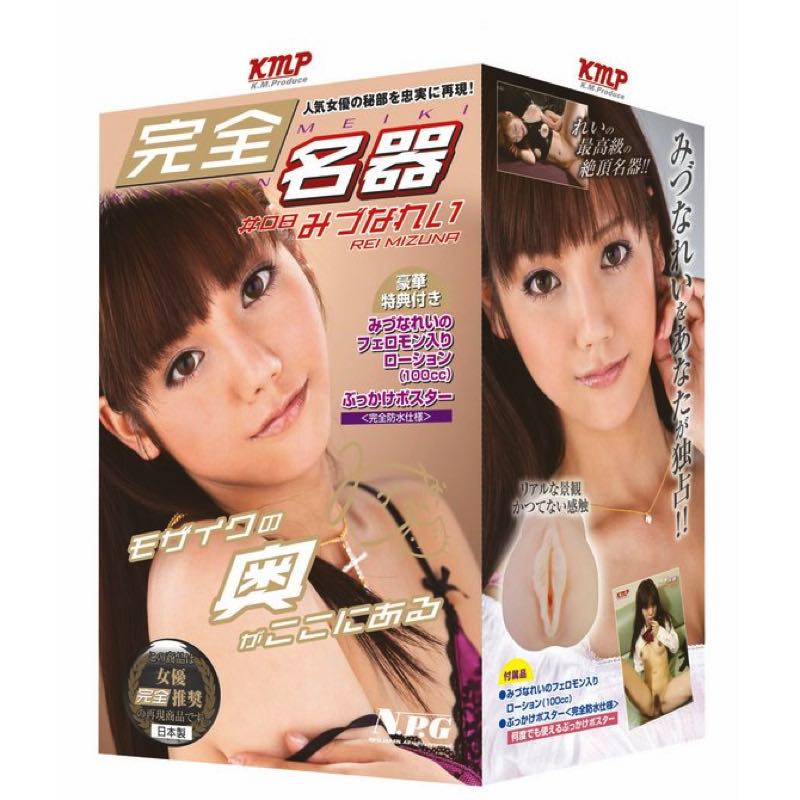 KMP
K.M.Produce
人気女優の秘部を忠実に再現!
完全
MEIKI
名器
#08 みづなれい
REI MIZUNA
豪華
特典付き
みづなれいの
フェロモン入り
ローション
(100cc)
ぶっかけポスター
<完全防水仕様>
モザイクの
奥
がここにある
この商品は
女優
完全推奨
の再現商品です
日本製
NPG
KMP
K.M.Produce
れいの
最高級の
絶頂名器!!
みづなれいをあなたが独占!!
リアルな景観
かつてない感触
付属品
●みづなれいのフェロモン入り
ローション(100cc)
●ぶっかけポスター<完全防水仕様>
何度でも使えるぶっかけポスター
KMP